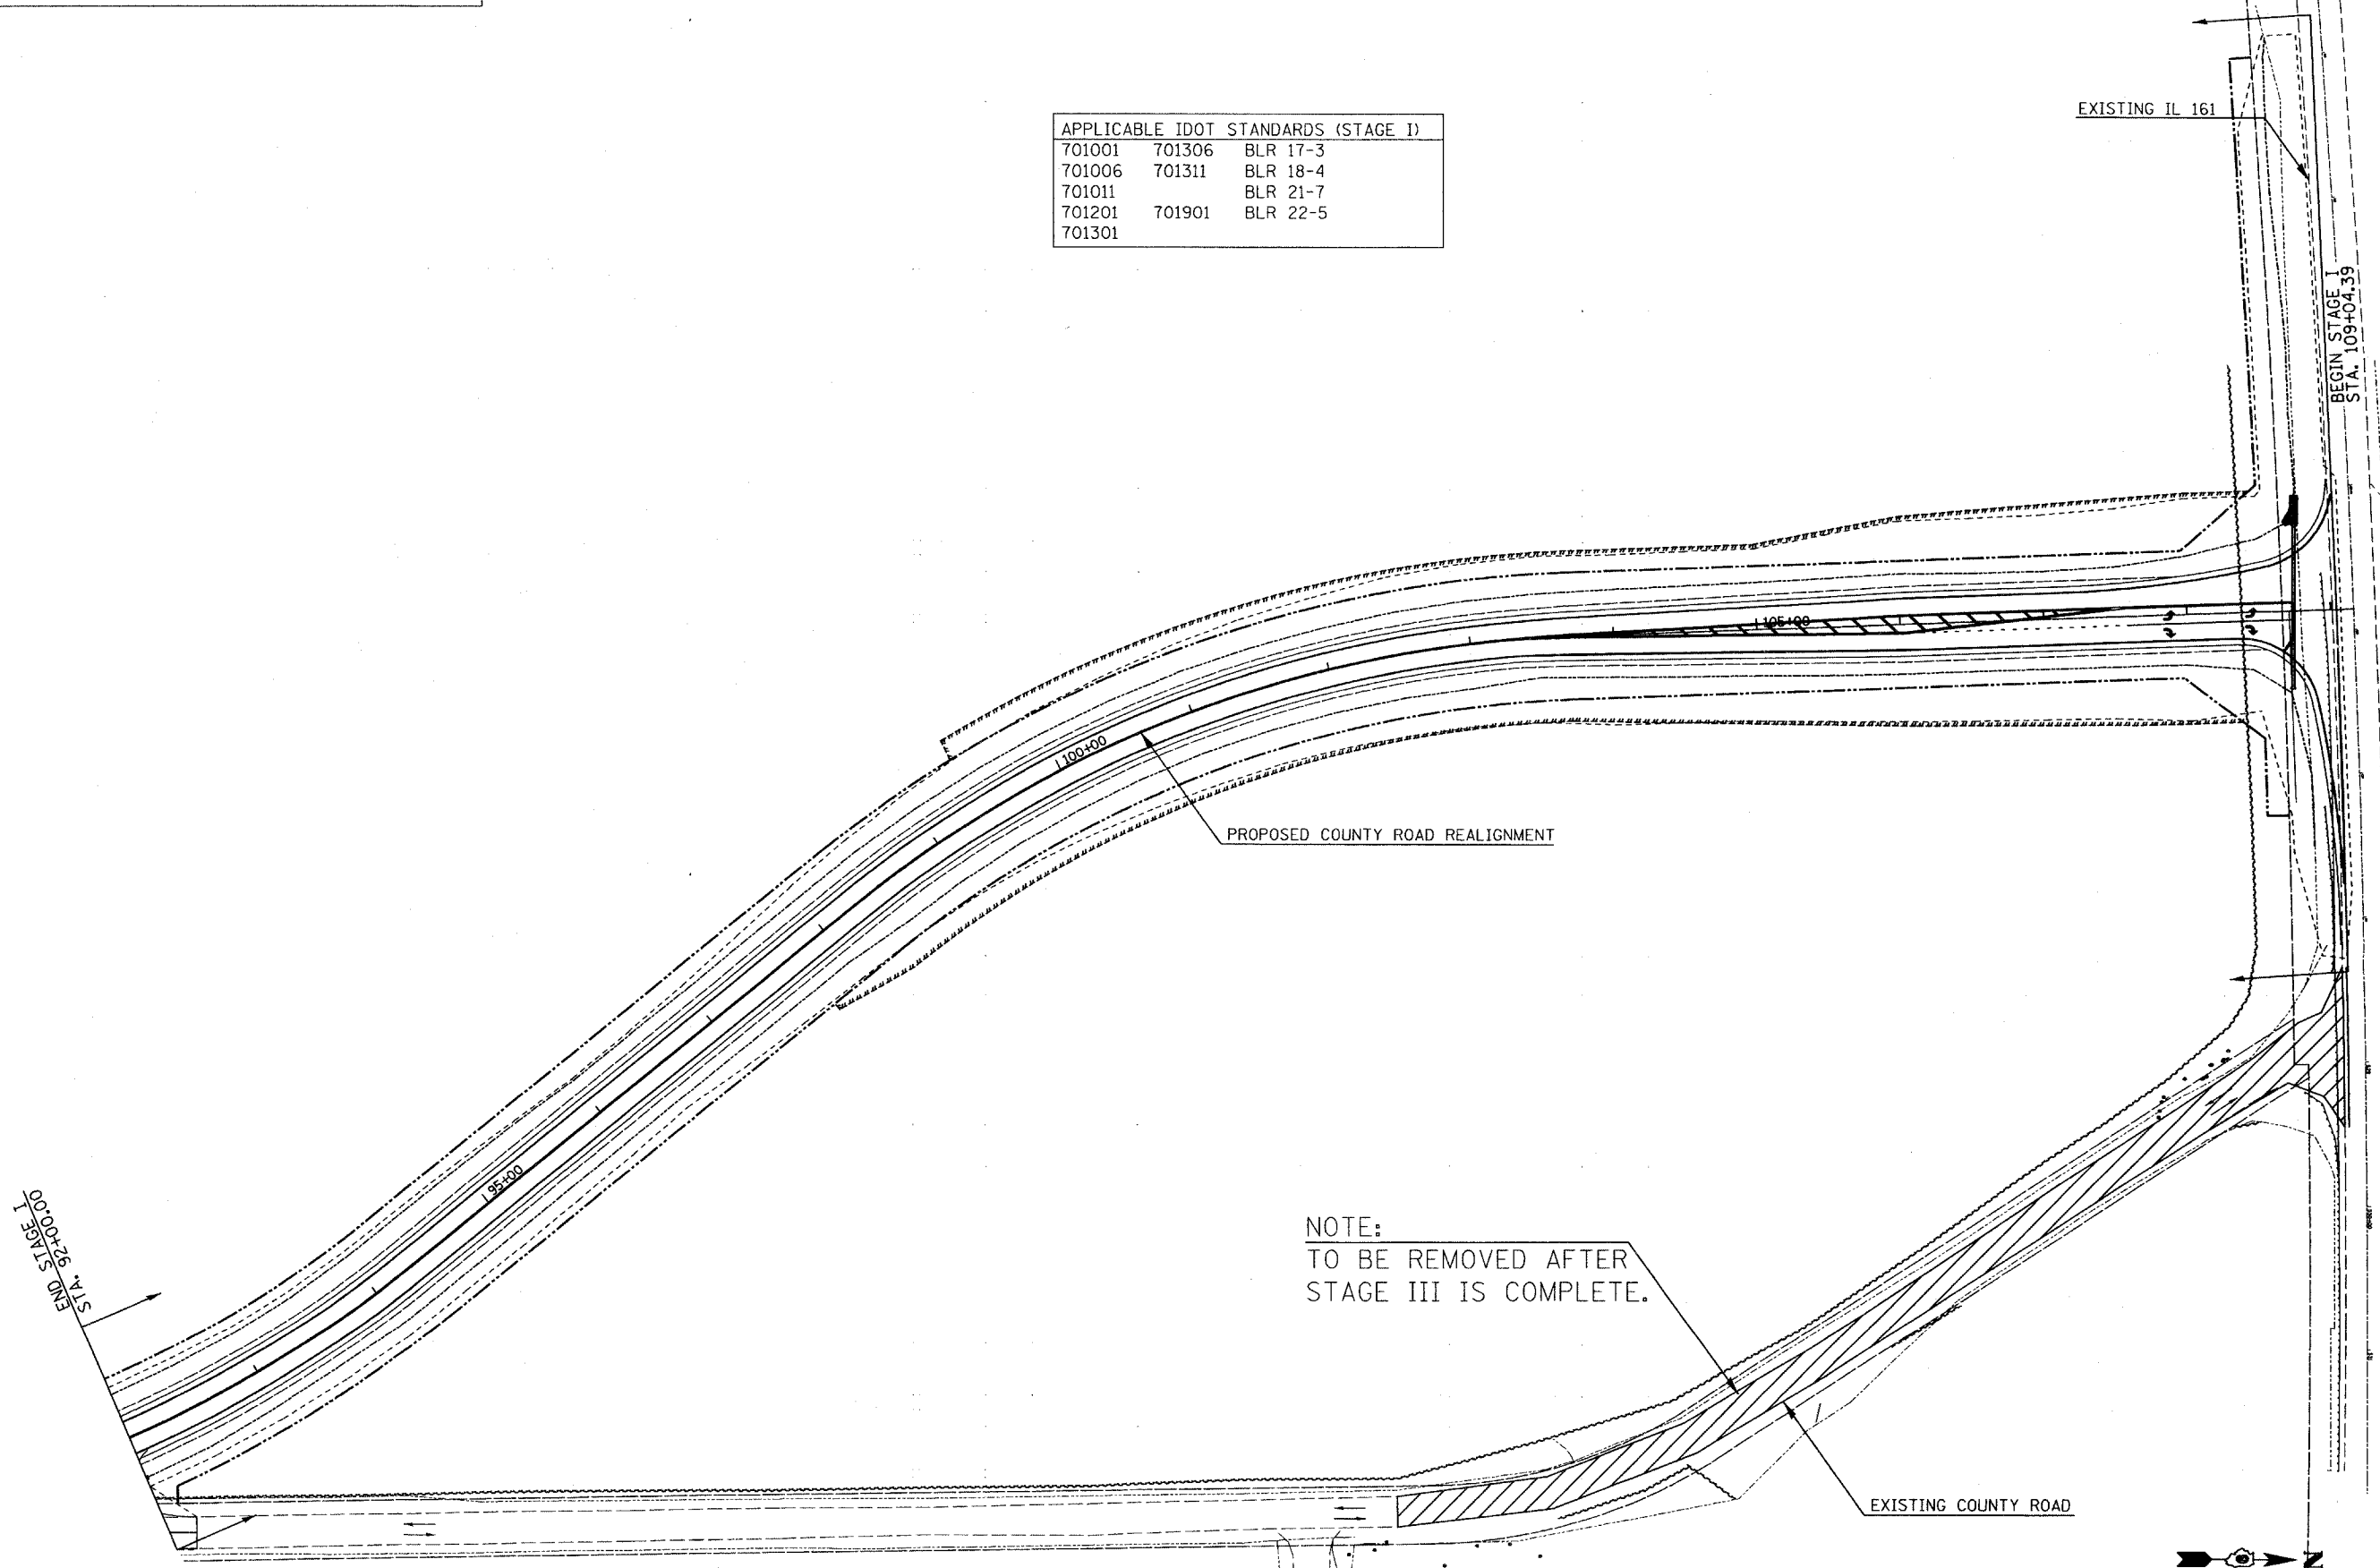 APPLICABLE IDOT STANDARDS (STAGE I)
701001 701306 BLR 17-3
701006 701311 BLR 18-4
701011 BLR 21-7
701201 701901 BLR 22-5
701301
EXISTING IL 161
BEGIN STAGE I
STA. 109+04.39
105+00
100+00
PROPOSED COUNTY ROAD REALIGNMENT
95+00
END STAGE I
STA. 92+00.00
NOTE:
TO BE REMOVED AFTER
STAGE III IS COMPLETE.
EXISTING COUNTY ROAD
N